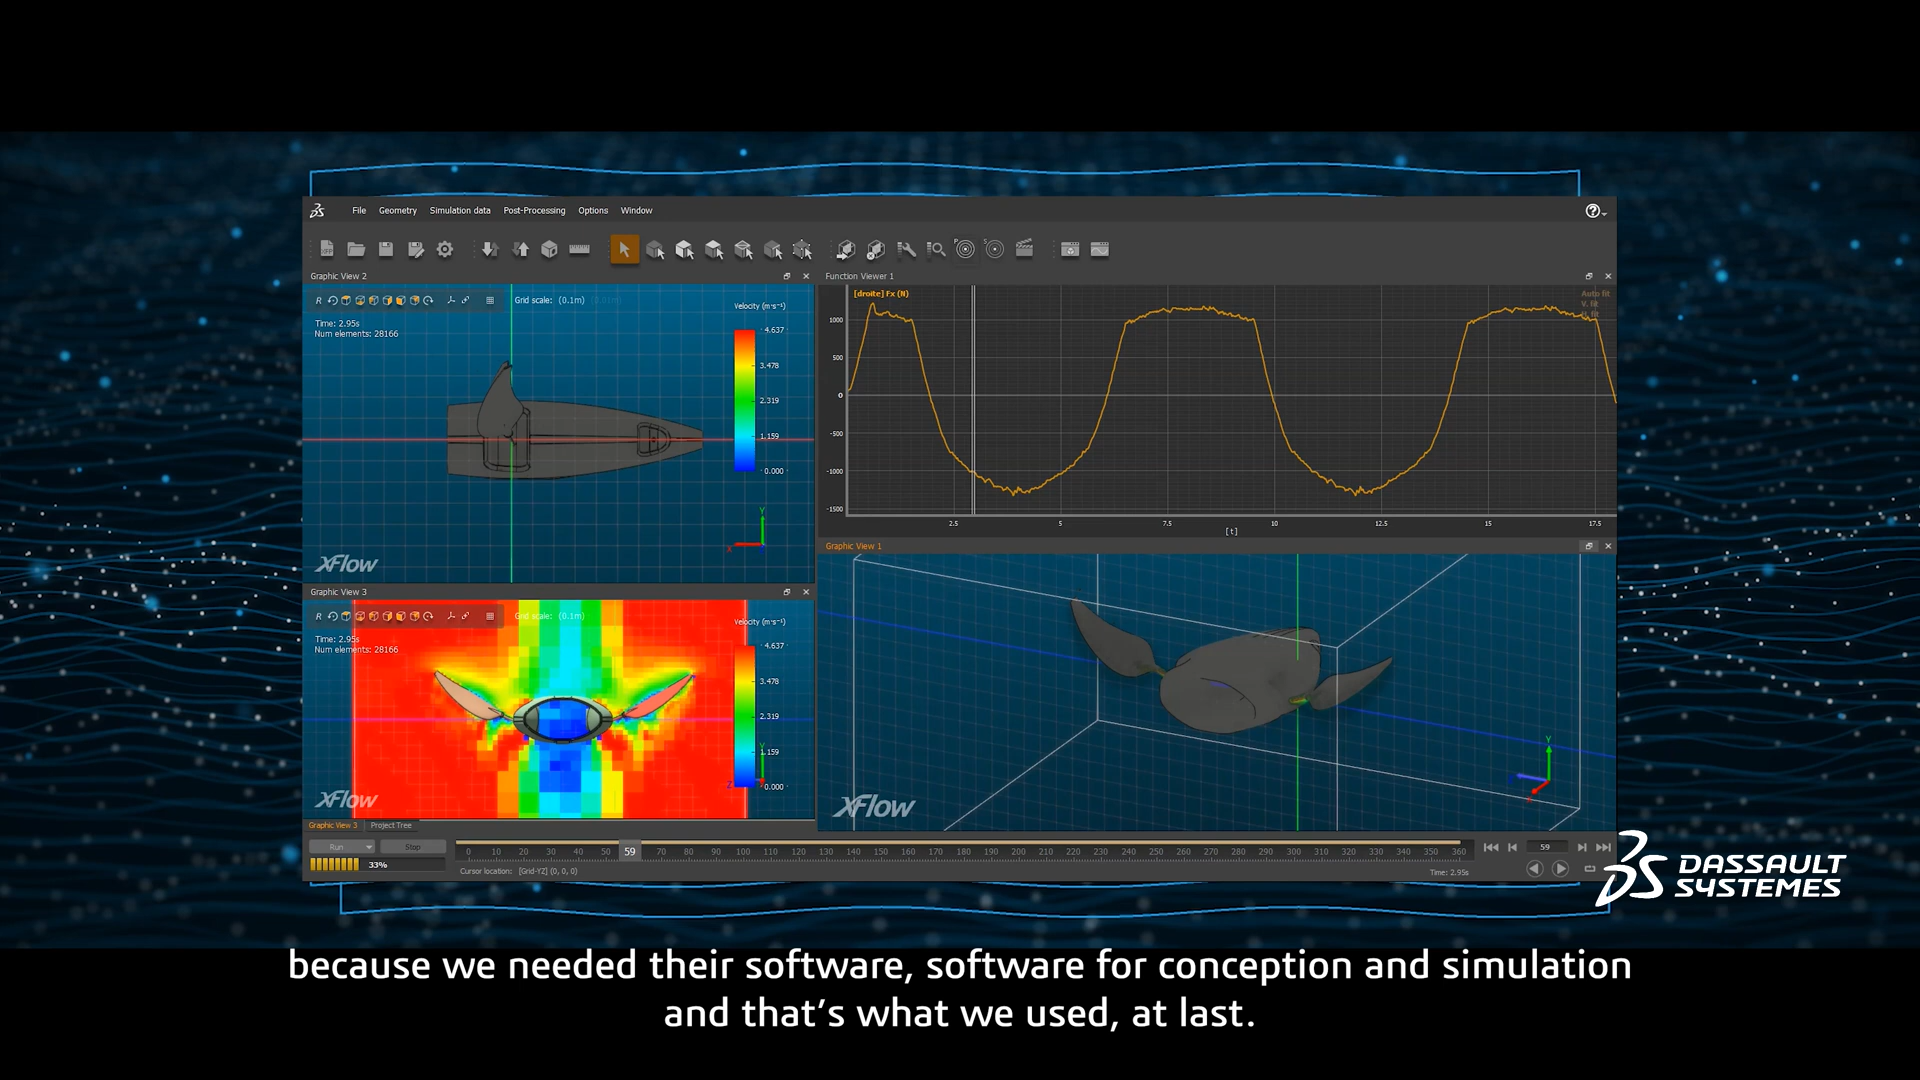 File Geometry Simulation data Post-Processing Options Window
Graphic View 2
R Grid scale: (0.1m)
Time: 2.95s
Num elements: 28166
Velocity (m·s⁻¹)
4.637
3.478
2.319
1.159
0.000
Y
X
XFlow
Function Viewer 1
[droite] Fx (N)
Auto fit
V. fit
H. fit
1000
500
0
-500
-1000
-1500
2.5 5 7.5 10 12.5 15 17.5
[t]
Graphic View 3
R Grid scale: (0.1m)
Time: 2.95s
Num elements: 28166
Velocity (m·s⁻¹)
4.637
3.478
2.319
1.159
0.000
Y
Z
XFlow
Graphic View 1
Y
XFlow
Graphic View 3 Project Tree
Run Stop
33%
0 10 20 30 40 50 59 70 80 90 100 110 120 130 140 150 160 170 180 190 200 210 220 230 240 250 260 270 280 290 300 310 320 330 340 350 360
59
Cursor location: [Grid-YZ] (0, 0, 0)
Time: 2.95s
DASSAULT
SYSTEMES
because we needed their software, software for conception and simulation
and that's what we used, at last.